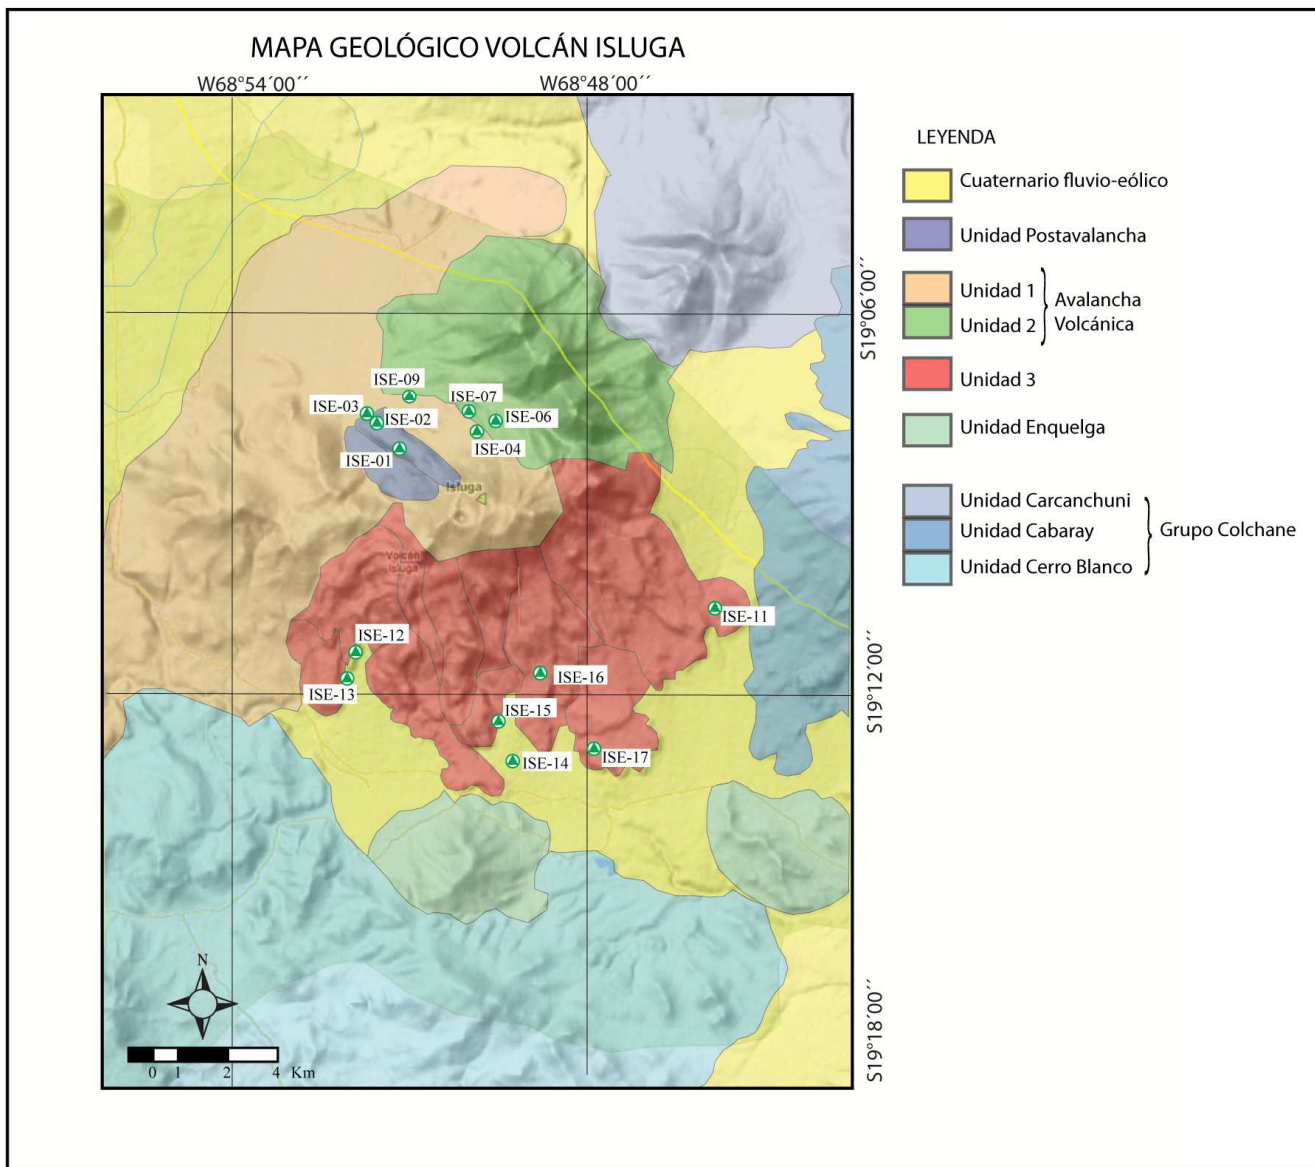 MAPA GEOLÓGICO VOLCÁN ISLUGA
W68°54´00´´
W68°48´00´´
LEYENDA
Cuaternario fluvio-eólico
Unidad Postavalancha
Unidad 1
Unidad 2
Avalancha
Volcánica
Unidad 3
Unidad Enquelga
Unidad Carcanchuni
Unidad Cabaray
Unidad Cerro Blanco
Grupo Colchane
S19°06´00´´
S19°12´00´´
S19°18´00´´
ISE-09
ISE-03
ISE-02
ISE-07
ISE-06
ISE-04
ISE-01
Isluga
Volcán
Isluga
ISE-11
ISE-12
ISE-13
ISE-16
ISE-15
ISE-14
ISE-17
N
0 1 2 4 Km